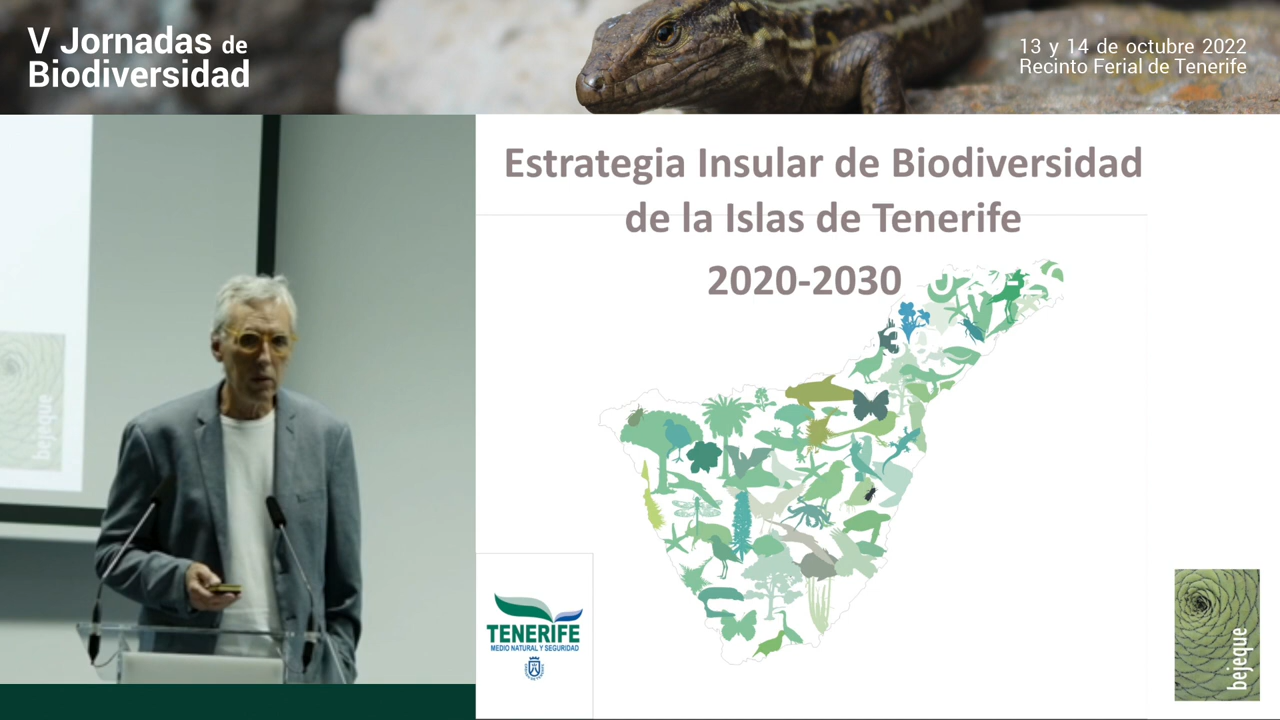 V Jornadas de
Biodiversidad
13 y 14 de octubre 2022
Recinto Ferial de Tenerife
Estrategia Insular de Biodiversidad
de la Islas de Tenerife
2020-2030
TENERIFE
MEDIO NATURAL Y SEGURIDAD
bejeque
bejeque